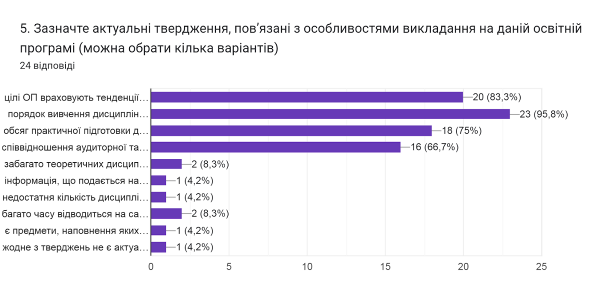 5. Зазначте актуальні твердження, пов’язані з особливостями викладання на даній освітній
програмі (можна обрати кілька варіантів)
24 відповіді
цілі ОП враховують тенденції…
20 (83,3%)
порядок вивчення дисциплін…
23 (95,8%)
обсяг практичної підготовки д…
18 (75%)
співвідношення аудиторної та…
16 (66,7%)
забагато теоретичних дисцип…
2 (8,3%)
інформація, що подається на…
1 (4,2%)
недостатня кількість дисциплі…
1 (4,2%)
багато часу відводиться на са…
2 (8,3%)
є предмети, наповнення яких…
1 (4,2%)
жодне з тверджень не є актуа…
1 (4,2%)
0 5 10 15 20 25